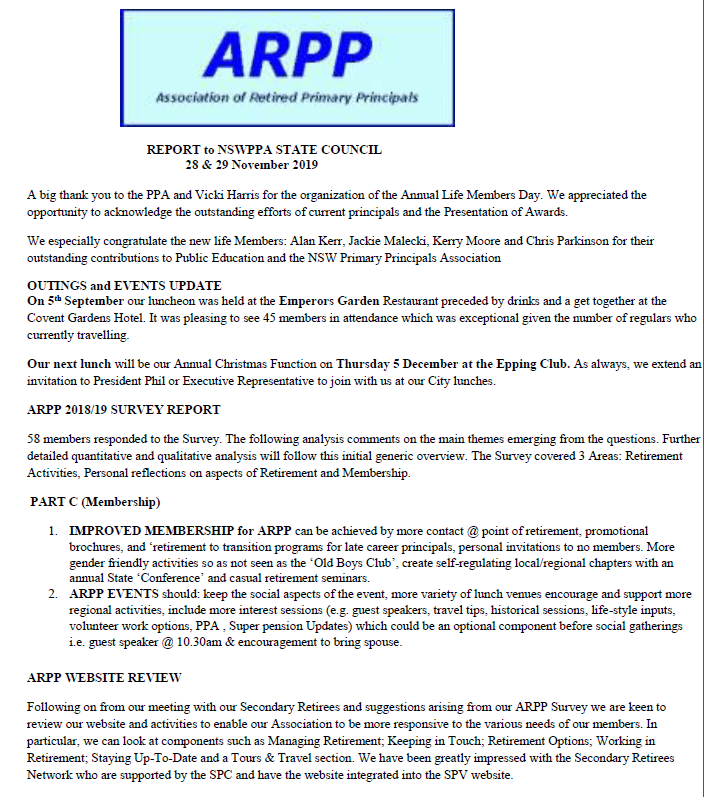 ARPP
Association of Retired Primary Principals
REPORT to NSWPPA STATE COUNCIL
28 & 29 November 2019
A big thank you to the PPA and Vicki Harris for the organization of the Annual Life Members Day. We appreciated the
opportunity to acknowledge the outstanding efforts of current principals and the Presentation of Awards.
We especially congratulate the new life Members: Alan Kerr, Jackie Malecki, Kerry Moore and Chris Parkinson for their
outstanding contributions to Public Education and the NSW Primary Principals Association
OUTINGS and EVENTS UPDATE
On 5th September our luncheon was held at the Emperors Garden Restaurant preceded by drinks and a get together at the
Covent Gardens Hotel. It was pleasing to see 45 members in attendance which was exceptional given the number of regulars who
currently travelling.
Our next lunch will be our Annual Christmas Function on Thursday 5 December at the Epping Club. As always, we extend an
invitation to President Phil or Executive Representative to join with us at our City lunches.
ARPP 2018/19 SURVEY REPORT
58 members responded to the Survey. The following analysis comments on the main themes emerging from the questions. Further
detailed quantitative and qualitative analysis will follow this initial generic overview. The Survey covered 3 Areas: Retirement
Activities, Personal reflections on aspects of Retirement and Membership.
PART C (Membership)
1. IMPROVED MEMBERSHIP for ARPP can be achieved by more contact @ point of retirement, promotional
brochures, and ‘retirement to transition programs for late career principals, personal invitations to no members. More
gender friendly activities so as not seen as the ‘Old Boys Club’, create self-regulating local/regional chapters with an
annual State ‘Conference’ and casual retirement seminars.
2. ARPP EVENTS should: keep the social aspects of the event, more variety of lunch venues encourage and support more
regional activities, include more interest sessions (e.g. guest speakers, travel tips, historical sessions, life-style inputs,
volunteer work options, PPA , Super pension Updates) which could be an optional component before social gatherings
i.e. guest speaker @ 10.30am & encouragement to bring spouse.
ARPP WEBSITE REVIEW
Following on from our meeting with our Secondary Retirees and suggestions arising from our ARPP Survey we are keen to
review our website and activities to enable our Association to be more responsive to the various needs of our members. In
particular, we can look at components such as Managing Retirement; Keeping in Touch; Retirement Options; Working in
Retirement; Staying Up-To-Date and a Tours & Travel section. We have been greatly impressed with the Secondary Retirees
Network who are supported by the SPC and have the website integrated into the SPV website.